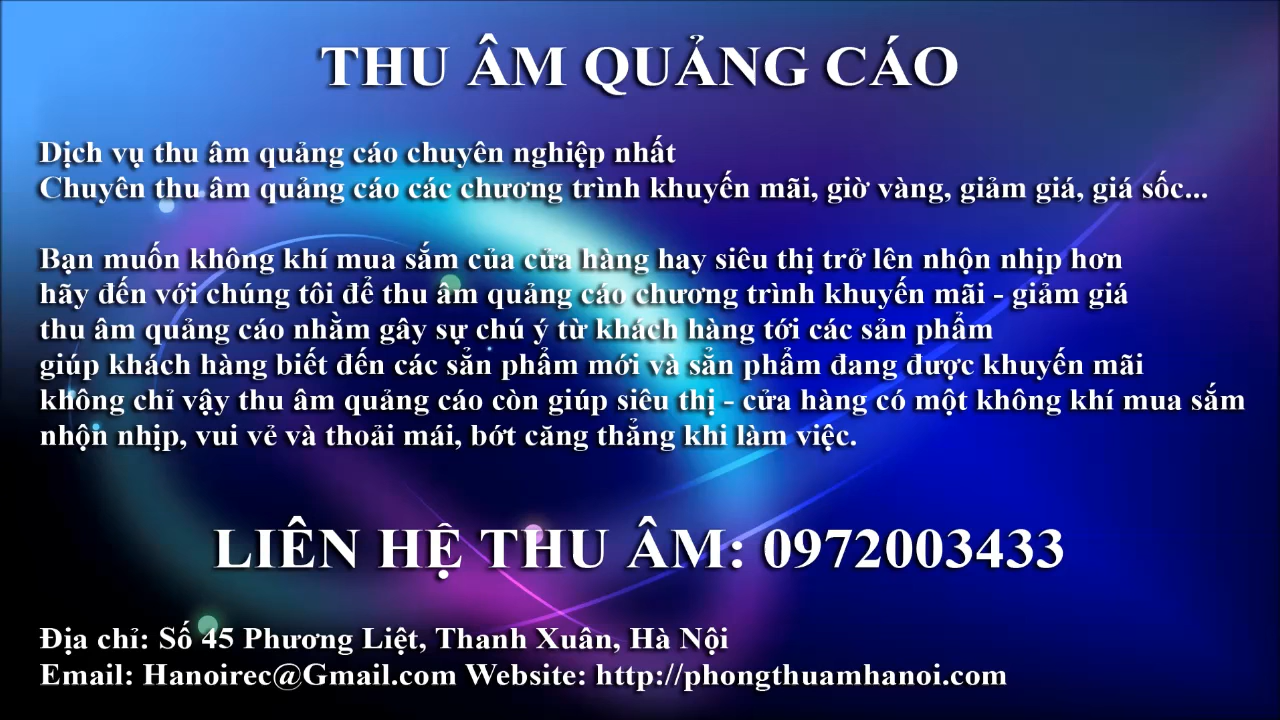 THU ÂM QUẢNG CÁO
Dịch vụ thu âm quảng cáo chuyên nghiệp nhất
Chuyên thu âm quảng cáo các chương trình khuyến mãi, giờ vàng, giảm giá, giá sốc...
Bạn muốn không khí mua sắm của cửa hàng hay siêu thị trở lên nhộn nhịp hơn
hãy đến với chúng tôi để thu âm quảng cáo chương trình khuyến mãi - giảm giá
thu âm quảng cáo nhằm gây sự chú ý từ khách hàng tới các sản phẩm
giúp khách hàng biết đến các sẳn phẩm mới và sẳn phẩm đang được khuyến mãi
không chỉ vậy thu âm quảng cáo còn giúp siêu thị - cửa hàng có một không khí mua sắm
nhộn nhịp, vui vẻ và thoải mái, bớt căng thẳng khi làm việc.
LIÊN HỆ THU ÂM: 0972003433
Địa chỉ: Số 45 Phương Liệt, Thanh Xuân, Hà Nội
Email: Hanoirec@Gmail.com Website: http://phongthuamhanoi.com